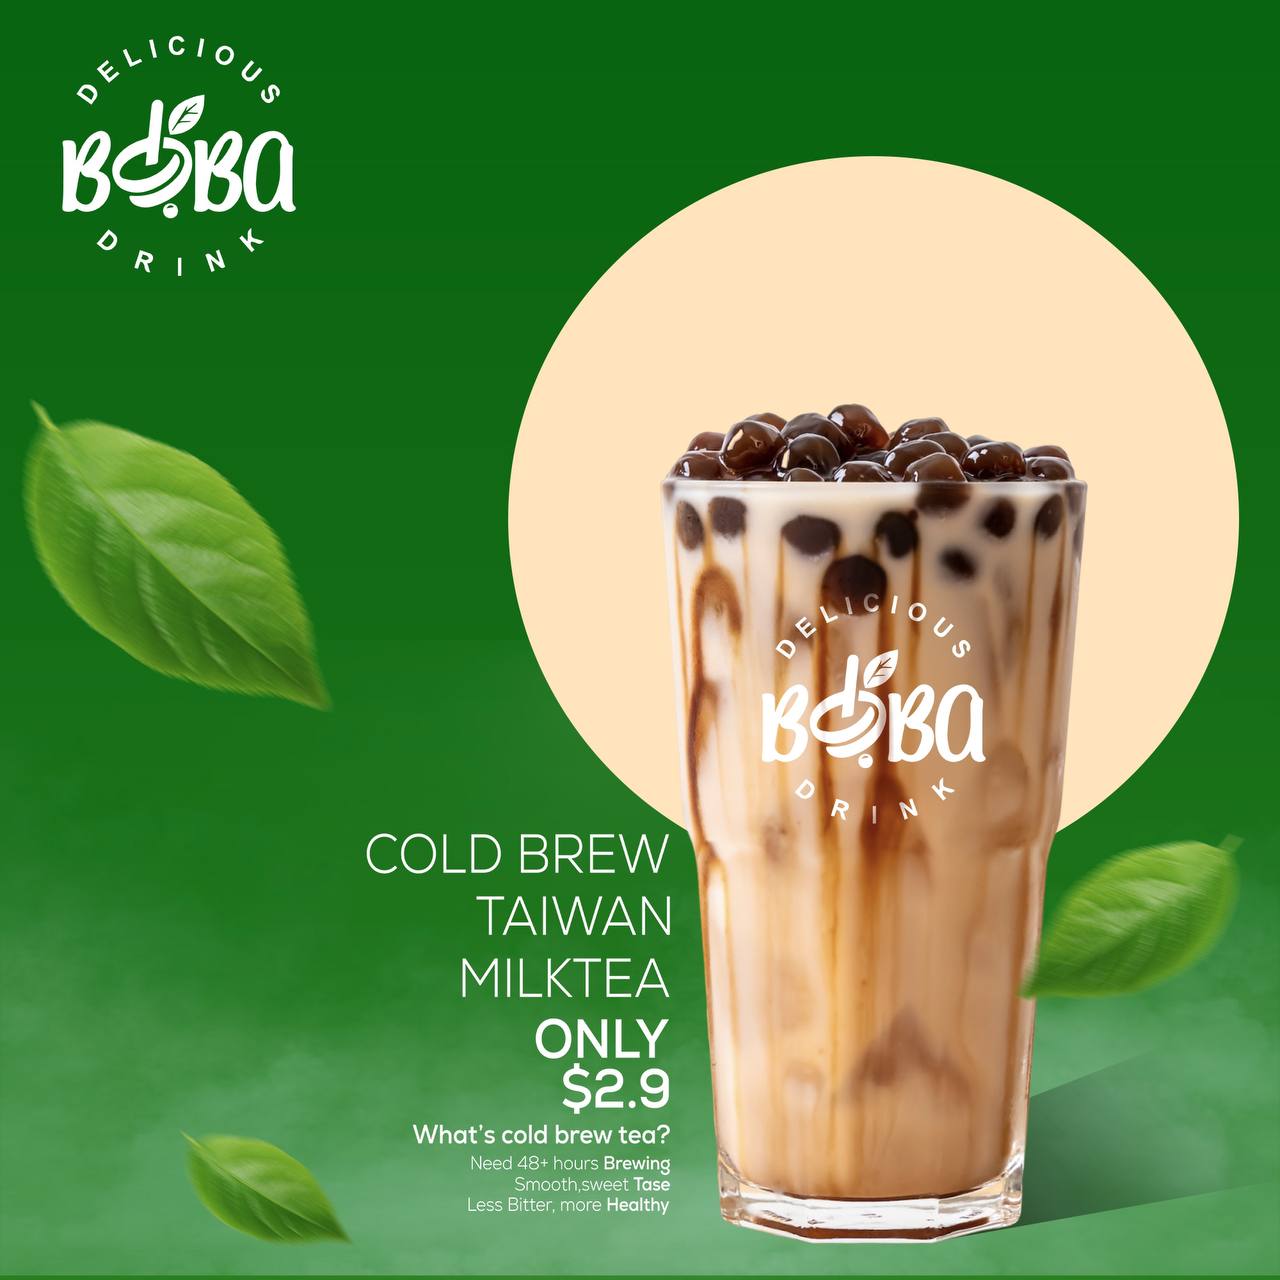 DELICIOUS
BOBA
DRINK
DELICIOUS
BOBA
DRINK
COLD BREW
TAIWAN
MILKTEA
ONLY
$2.9
What's cold brew tea?
Need 48+ hours Brewing
Smooth,sweet Tase
Less Bitter, more Healthy